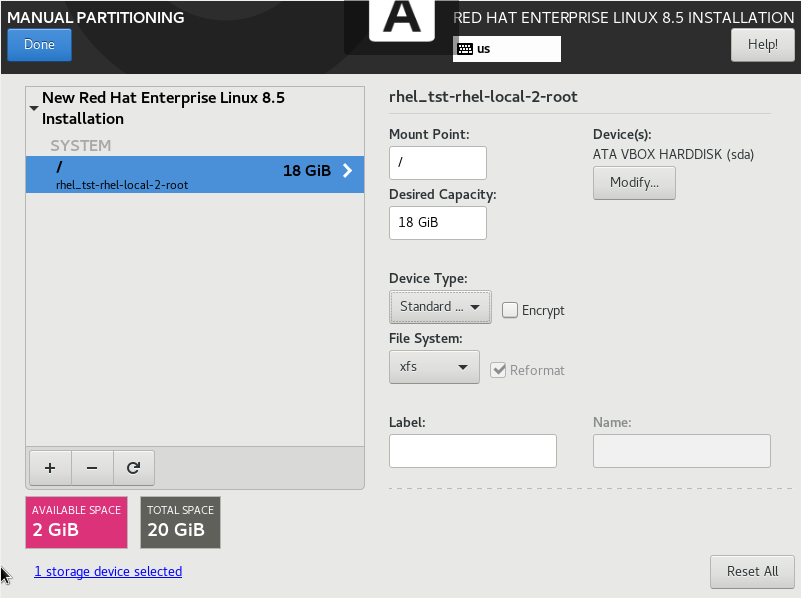 MANUAL PARTITIONING
RED HAT ENTERPRISE LINUX 8.5 INSTALLATION
A
Done
us
Help!
New Red Hat Enterprise Linux 8.5
Installation
SYSTEM
/
18 GiB
rhel_tst-rhel-local-2-root
+ −
AVAILABLE SPACE
2 GiB
TOTAL SPACE
20 GiB
1 storage device selected
rhel_tst-rhel-local-2-root
Mount Point:
/
Desired Capacity:
18 GiB
Device(s):
ATA VBOX HARDDISK (sda)
Modify...
Device Type:
Standard ...
Encrypt
File System:
xfs
Reformat
Label:
Name:
Reset All